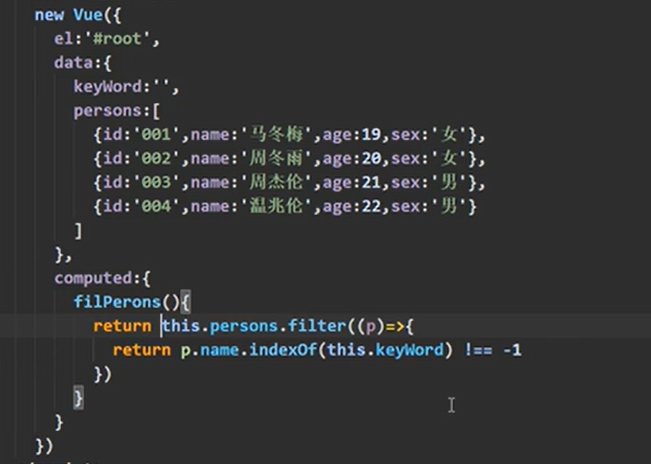 new Vue({
el:'#root',
data:{
keyWord:'',
persons:[
{id:'001',name:'马冬梅',age:19,sex:'女'},
{id:'002',name:'周冬雨',age:20,sex:'女'},
{id:'003',name:'周杰伦',age:21,sex:'男'},
{id:'004',name:'温兆伦',age:22,sex:'男'}
]
},
computed:{
filPerons(){
return this.persons.filter((p)=>{
return p.name.indexOf(this.keyWord) !== -1
})
}
}
})